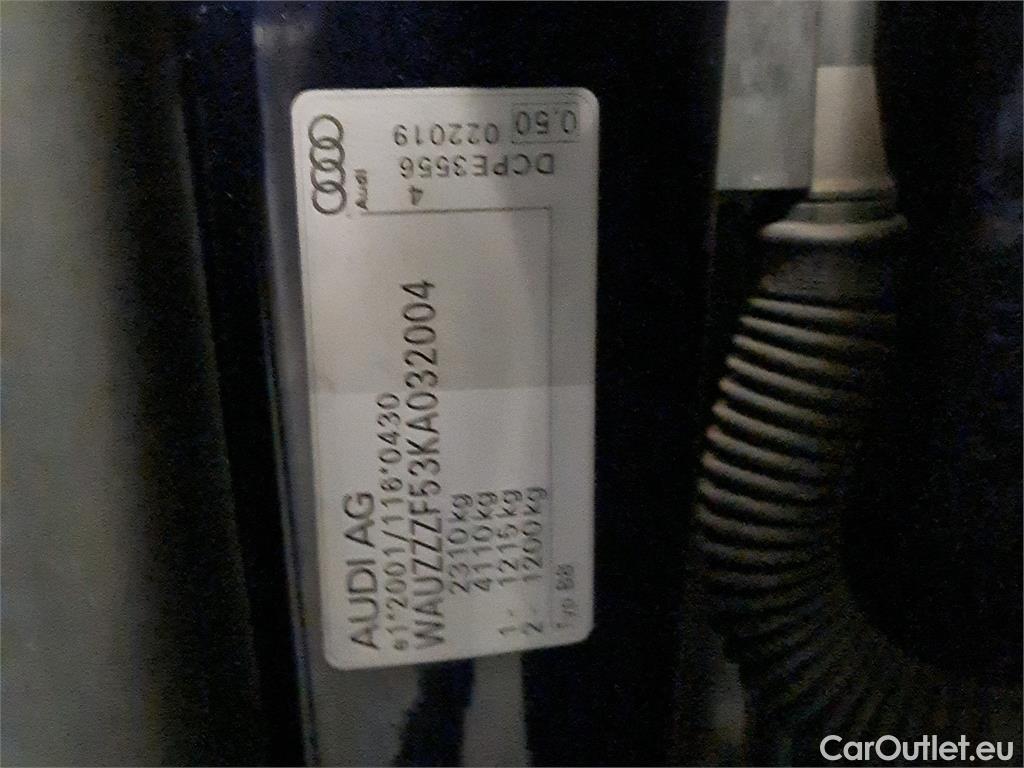 AUDI AG
e1*2001/116*0430
WAUZZZF53KA032004
2310kg
4110kg
1- 1215kg
2- 1200kg
Typ B8
Audi
4
DCPE3556
022019
0,50
CarOutlet.eu